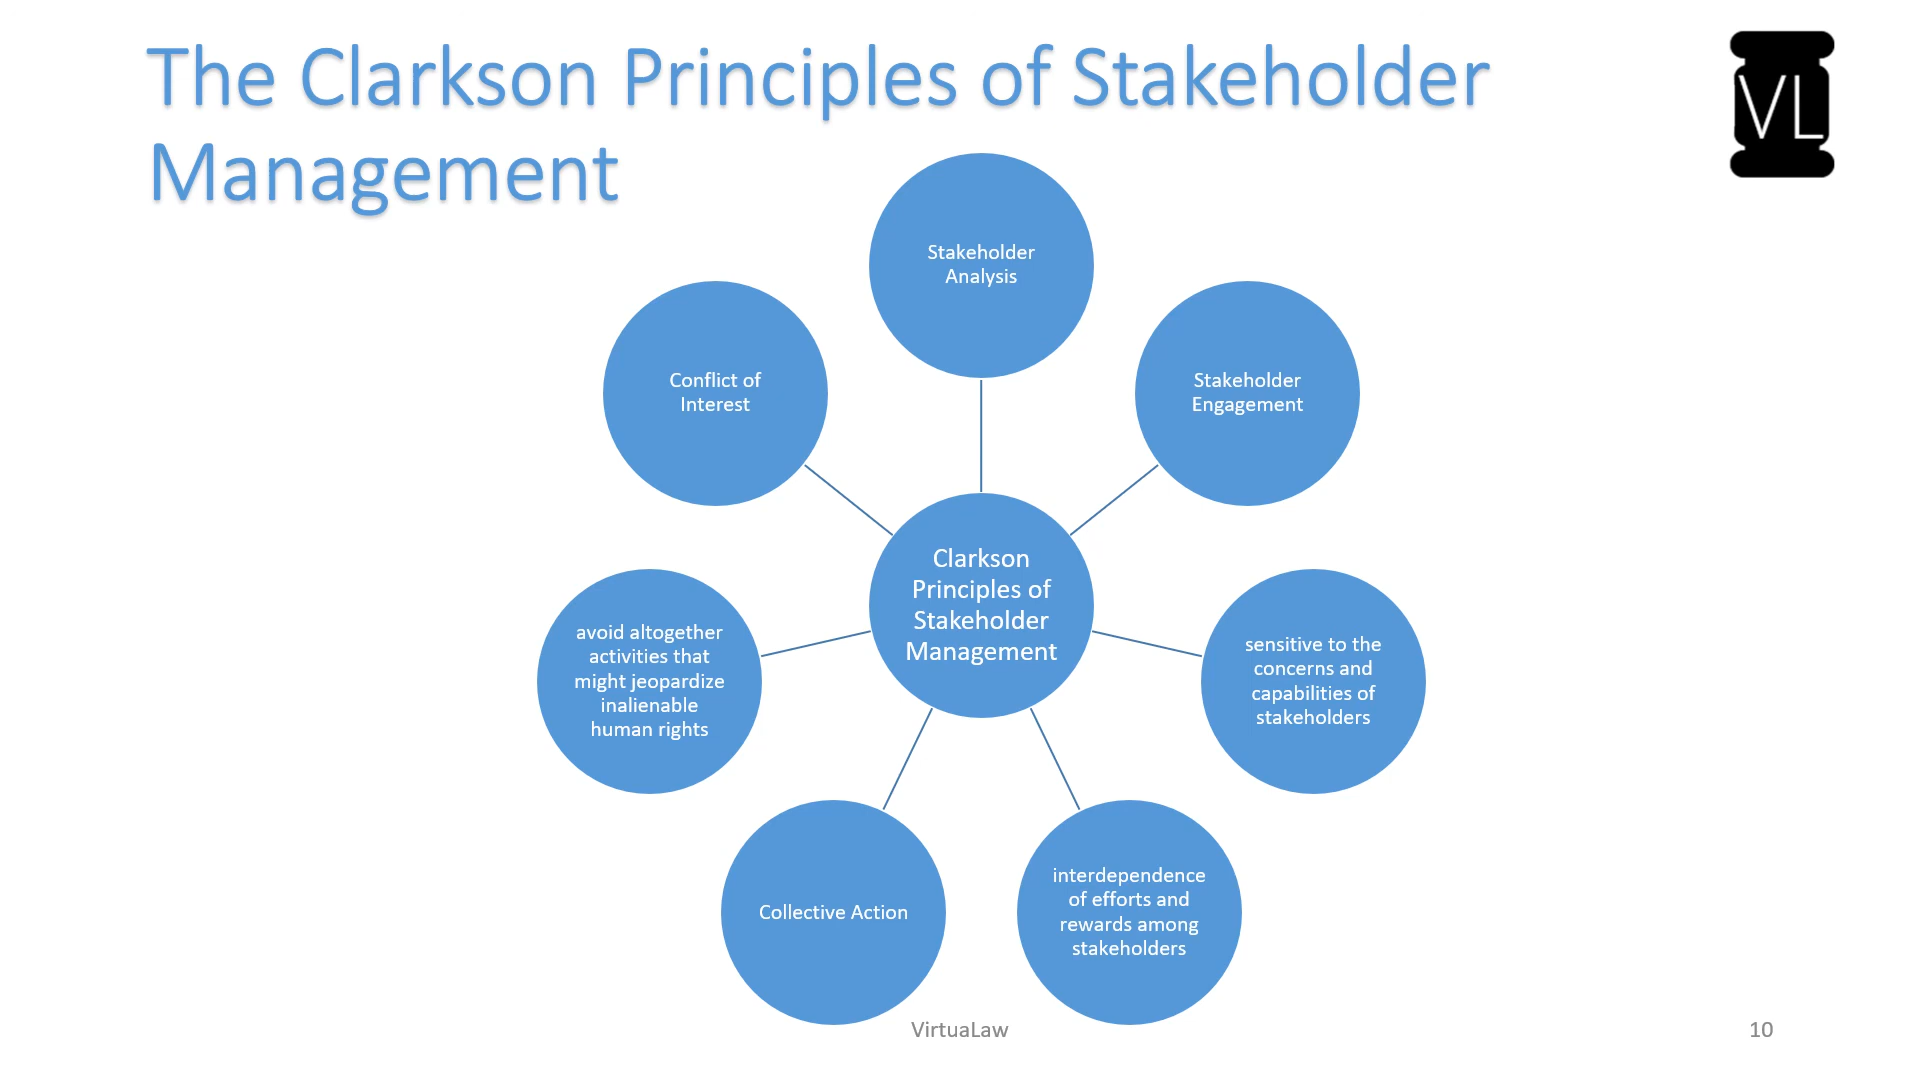 The Clarkson Principles of Stakeholder
Management
VL
Stakeholder
Analysis
Stakeholder
Engagement
sensitive to the
concerns and
capabilities of
stakeholders
interdependence
of efforts and
rewards among
stakeholders
Collective Action
avoid altogether
activities that
might jeopardize
inalienable
human rights
Conflict of
Interest
Clarkson
Principles of
Stakeholder
Management
VirtuaLaw
10